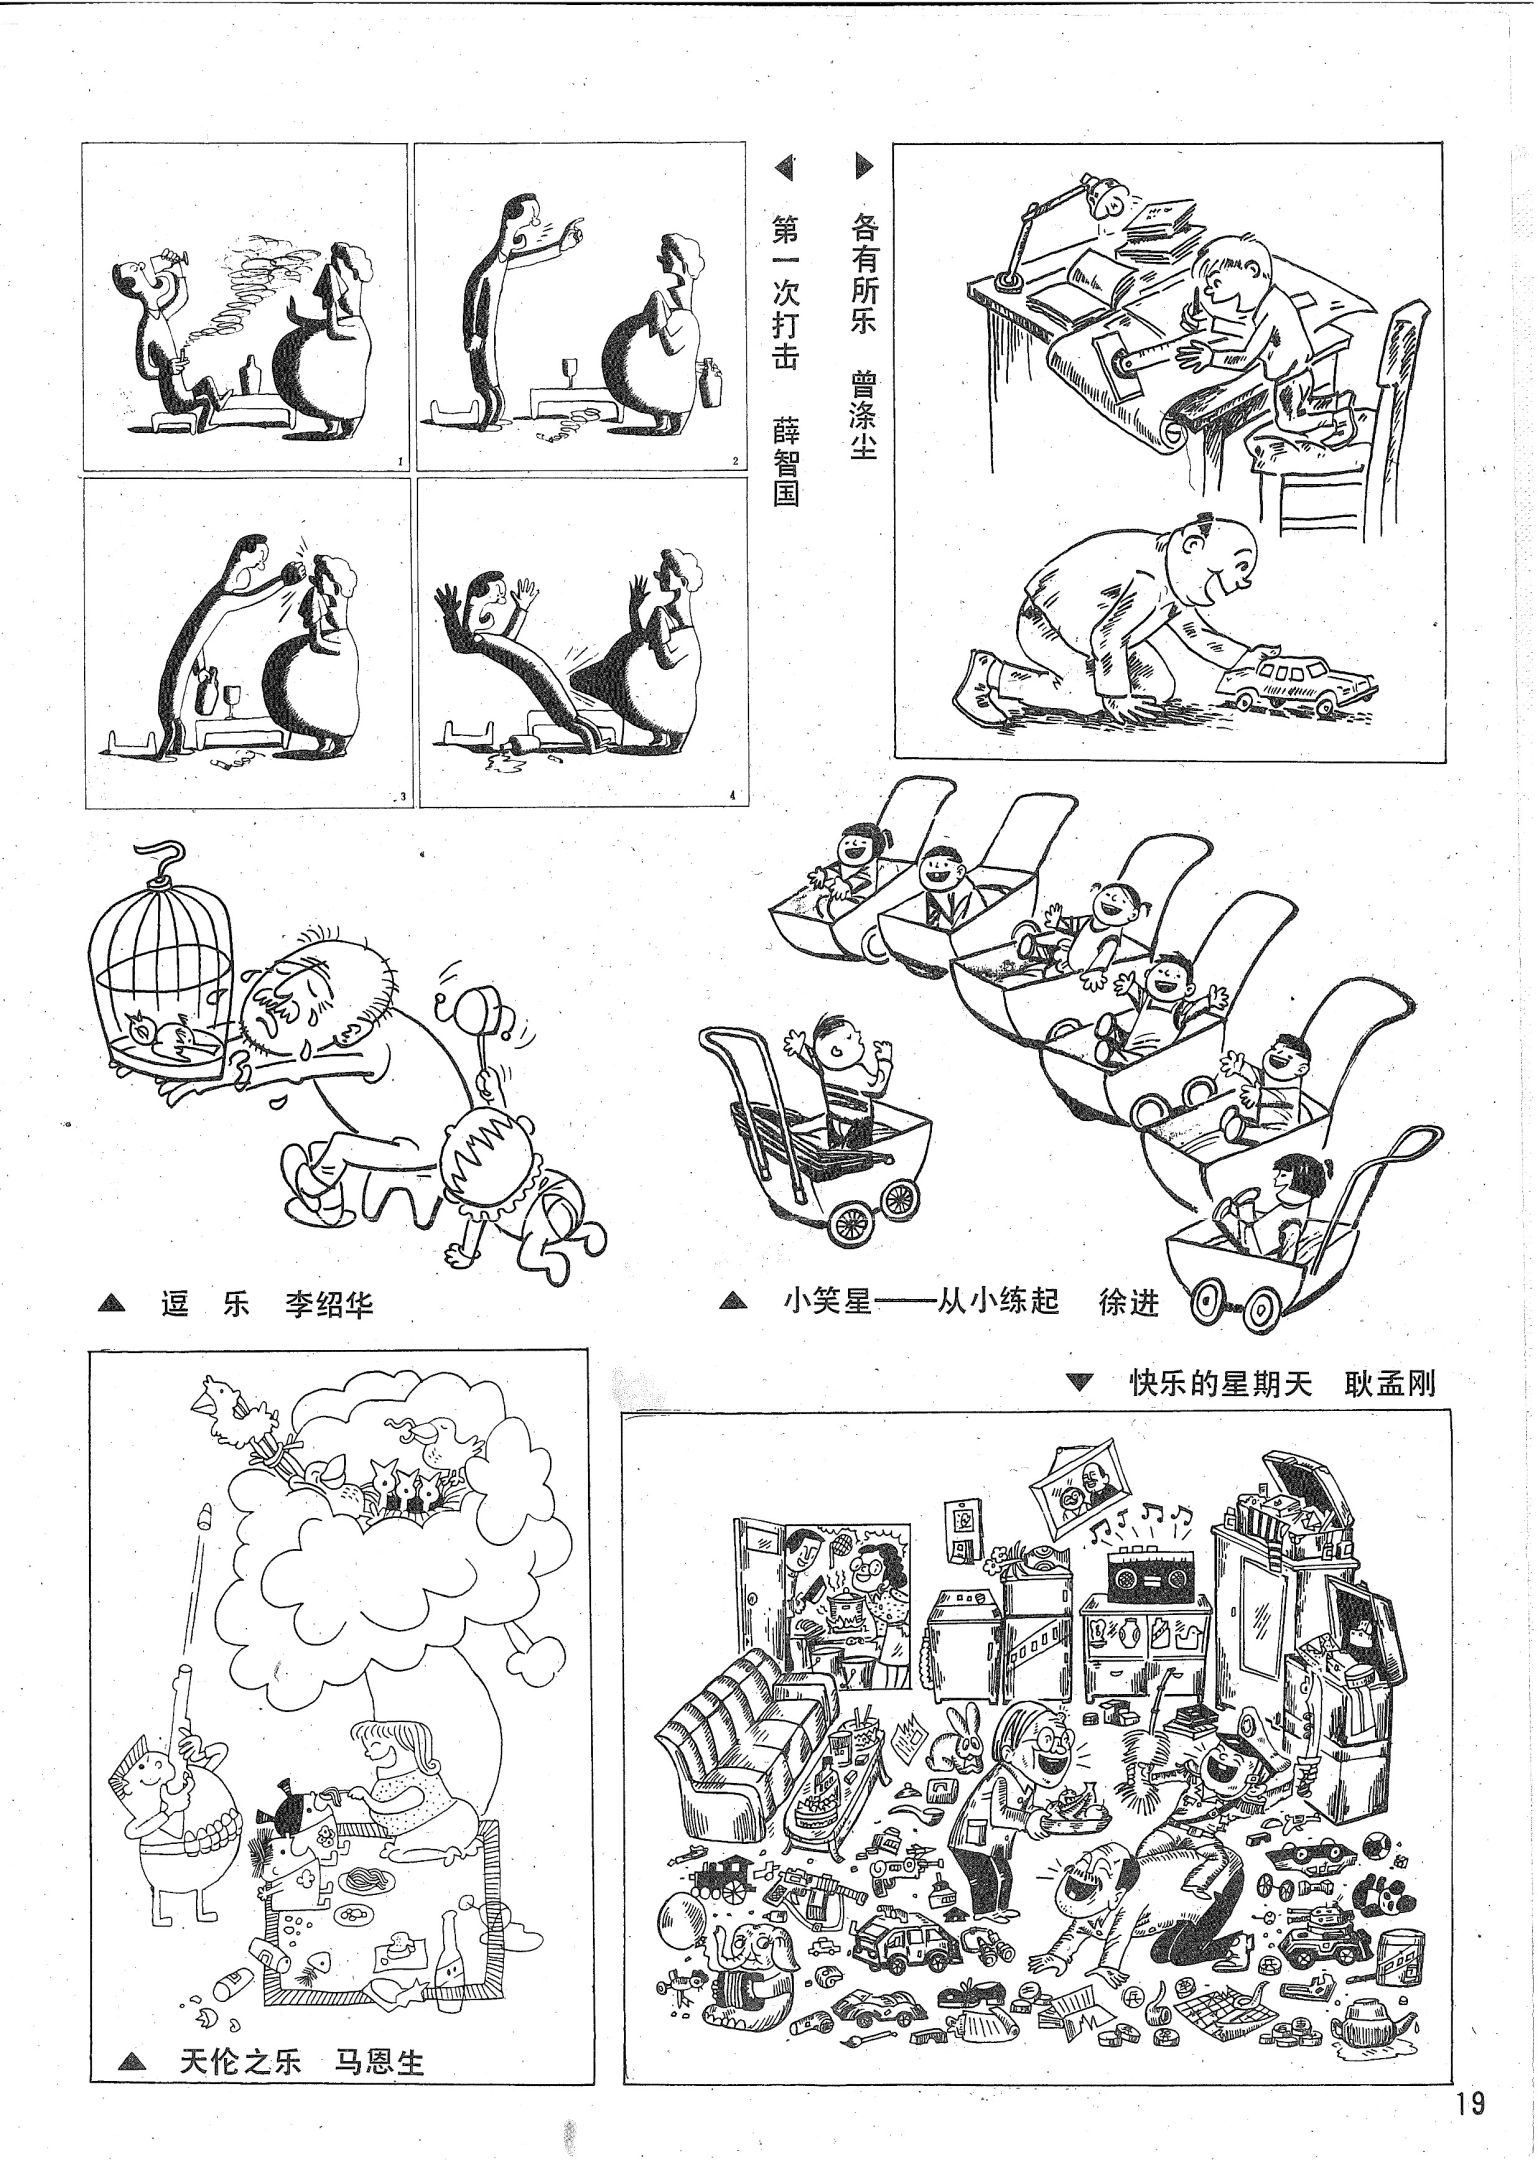 1
2
3
4
第一次打击 薛智国
各有所乐 曾涤尘
逗乐 李绍华
小笑星——从小练起 徐进
快乐的星期天 耿孟刚
天伦之乐 马恩生
19